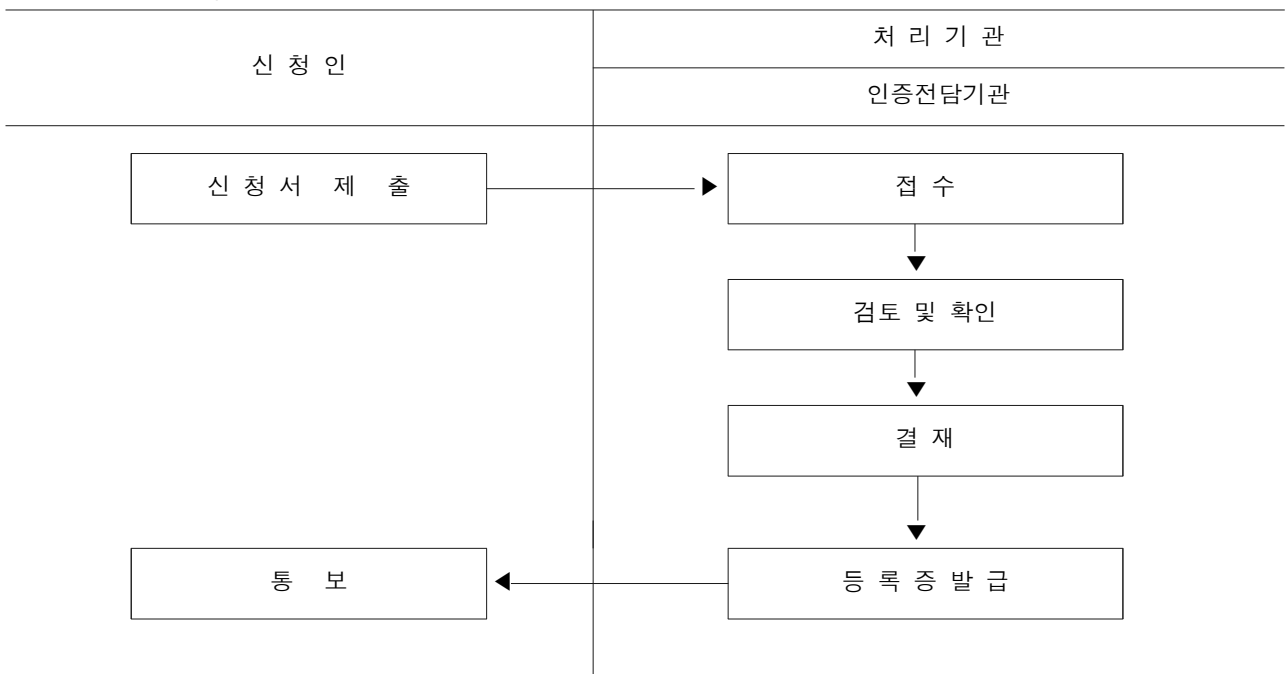 신 청 인
처 리 기 관
인증전담기관
신 청 서 제 출
접 수
검토 및 확인
결 재
통 보
등 록 증 발 급